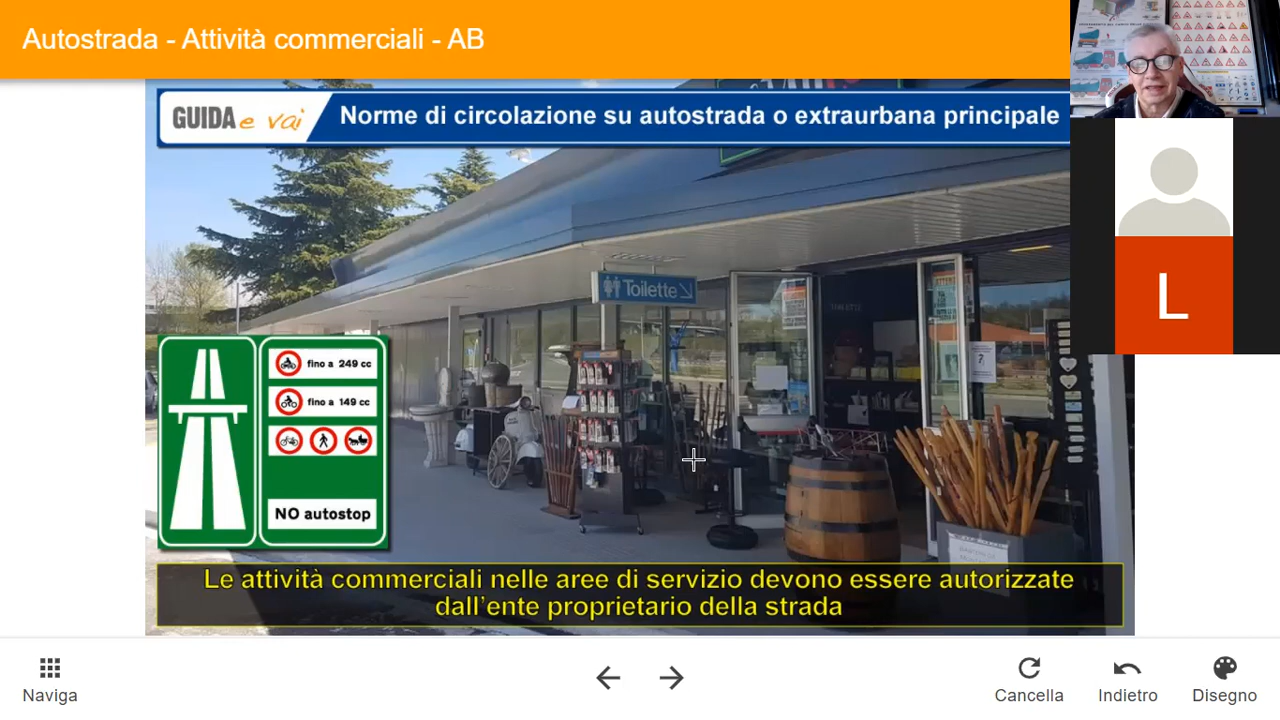 Autostrada - Attività commerciali - AB
GUIDA e vai
Norme di circolazione su autostrada o extraurbana principale
Toilette
fino a 249 cc
fino a 149 cc
NO autostop
L
Le attività commerciali nelle aree di servizio devono essere autorizzate
dall'ente proprietario della strada
Naviga
Cancella
Indietro
Disegno